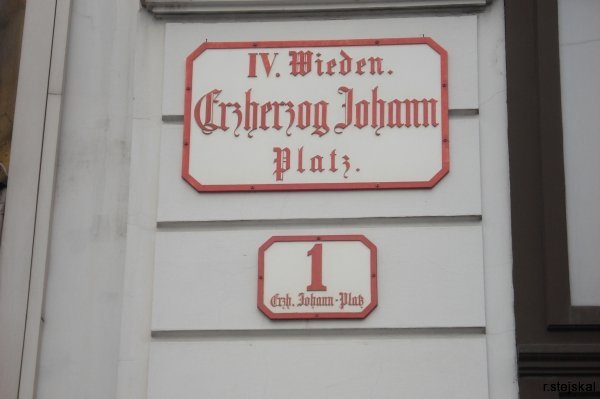 IV. Wieden.
Erzherzog Johann
Platz.
1
Erzh. Johann-Platz
r.stejskal